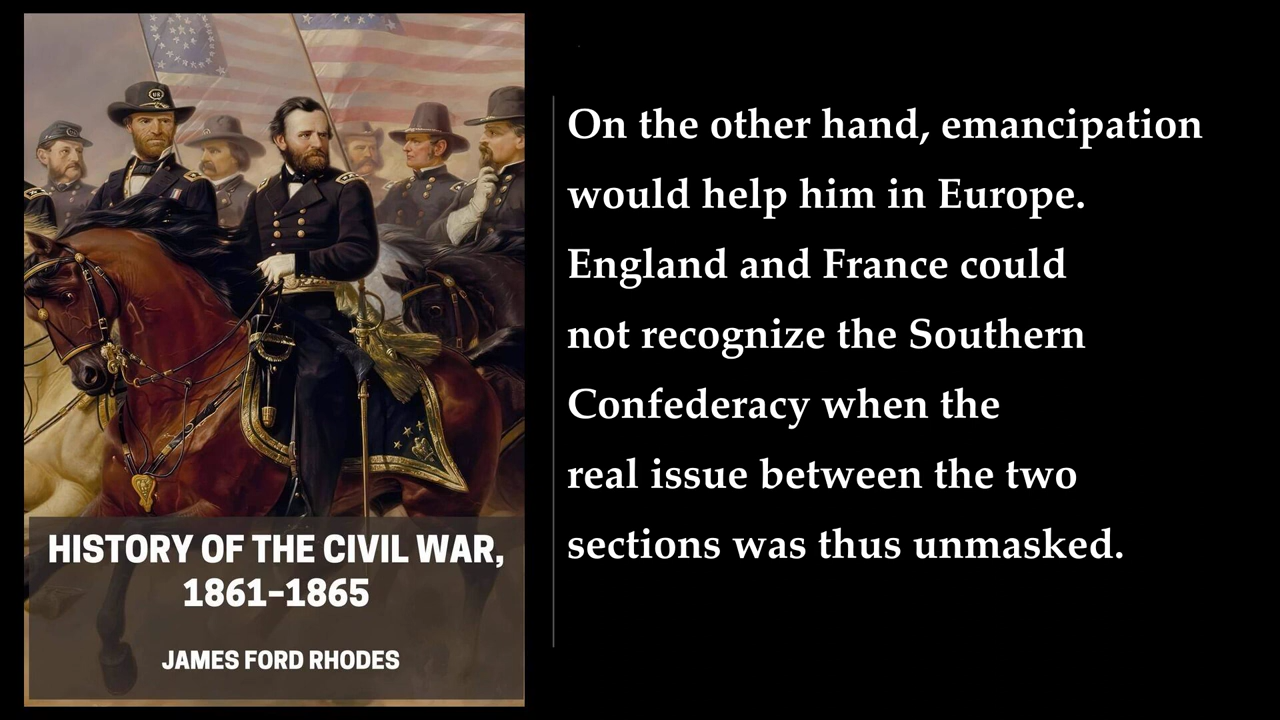 HISTORY OF THE CIVIL WAR,
1861–1865
JAMES FORD RHODES
On the other hand, emancipation
would help him in Europe.
England and France could
not recognize the Southern
Confederacy when the
real issue between the two
sections was thus unmasked.